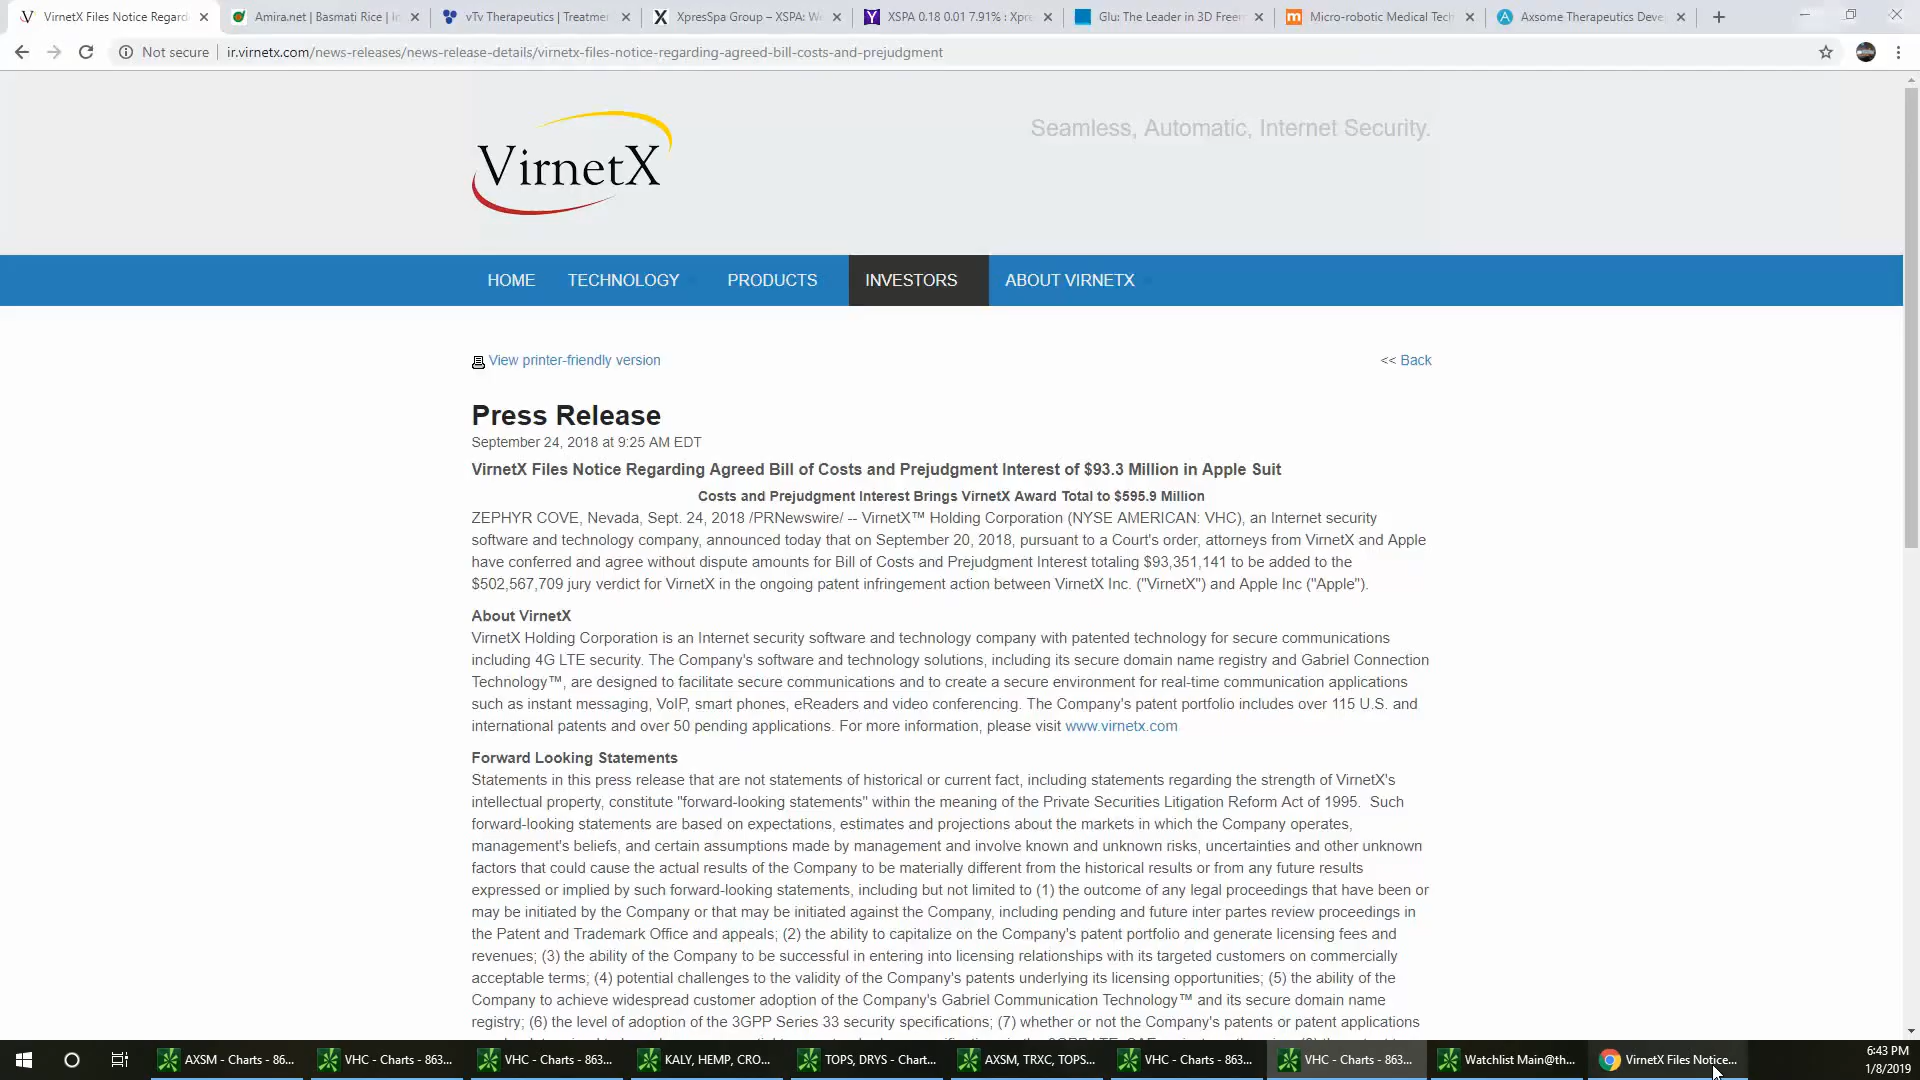 VirnetX Files Notice Regard
Amira.net | Basmati Rice | In
vTv Therapeutics | Treatme
XpresSpa Group – XSPA: We
XSPA 0.18 0.01 7.91% : Xpre
Glu: The Leader in 3D Freem
Micro-robotic Medical Tech
Axsome Therapeutics Deve
Not secure
ir.virnetx.com/news-releases/news-release-details/virnetx-files-notice-regarding-agreed-bill-costs-and-prejudgment
VirnetX
Seamless, Automatic, Internet Security.
HOME TECHNOLOGY PRODUCTS INVESTORS ABOUT VIRNETX
View printer-friendly version
<< Back
Press Release
September 24, 2018 at 9:25 AM EDT
VirnetX Files Notice Regarding Agreed Bill of Costs and Prejudgment Interest of $93.3 Million in Apple Suit
Costs and Prejudgment Interest Brings VirnetX Award Total to $595.9 Million
ZEPHYR COVE, Nevada, Sept. 24, 2018 /PRNewswire/ -- VirnetX™ Holding Corporation (NYSE AMERICAN: VHC), an Internet security
software and technology company, announced today that on September 20, 2018, pursuant to a Court's order, attorneys from VirnetX and Apple
have conferred and agree without dispute amounts for Bill of Costs and Prejudgment Interest totaling $93,351,141 to be added to the
$502,567,709 jury verdict for VirnetX in the ongoing patent infringement action between VirnetX Inc. ("VirnetX") and Apple Inc ("Apple").
About VirnetX
VirnetX Holding Corporation is an Internet security software and technology company with patented technology for secure communications
including 4G LTE security. The Company's software and technology solutions, including its secure domain name registry and Gabriel Connection
Technology™, are designed to facilitate secure communications and to create a secure environment for real-time communication applications
such as instant messaging, VoIP, smart phones, eReaders and video conferencing. The Company's patent portfolio includes over 115 U.S. and
international patents and over 50 pending applications. For more information, please visit www.virnetx.com
Forward Looking Statements
Statements in this press release that are not statements of historical or current fact, including statements regarding the strength of VirnetX's
intellectual property, constitute "forward-looking statements" within the meaning of the Private Securities Litigation Reform Act of 1995. Such
forward-looking statements are based on expectations, estimates and projections about the markets in which the Company operates,
management's beliefs, and certain assumptions made by management and involve known and unknown risks, uncertainties and other unknown
factors that could cause the actual results of the Company to be materially different from the historical results or from any future results
expressed or implied by such forward-looking statements, including but not limited to (1) the outcome of any legal proceedings that have been or
may be initiated by the Company or that may be initiated against the Company, including pending and future inter partes review proceedings in
the Patent and Trademark Office and appeals; (2) the ability to capitalize on the Company's patent portfolio and generate licensing fees and
revenues; (3) the ability of the Company to be successful in entering into licensing relationships with its targeted customers on commercially
acceptable terms; (4) potential challenges to the validity of the Company's patents underlying its licensing opportunities; (5) the ability of the
Company to achieve widespread customer adoption of the Company's Gabriel Communication Technology™ and its secure domain name
registry; (6) the level of adoption of the 3GPP Series 33 security specifications; (7) whether or not the Company's patents or patent applications
AXSM - Charts - 86...
VHC - Charts - 863...
VHC - Charts - 863...
KALY, HEMP, CRO...
TOPS, DRYS - Chart...
AXSM, TRXC, TOPS...
VHC - Charts - 863...
VHC - Charts - 863...
Watchlist Main@th...
VirnetX Files Notice...
6:43 PM
1/8/2019